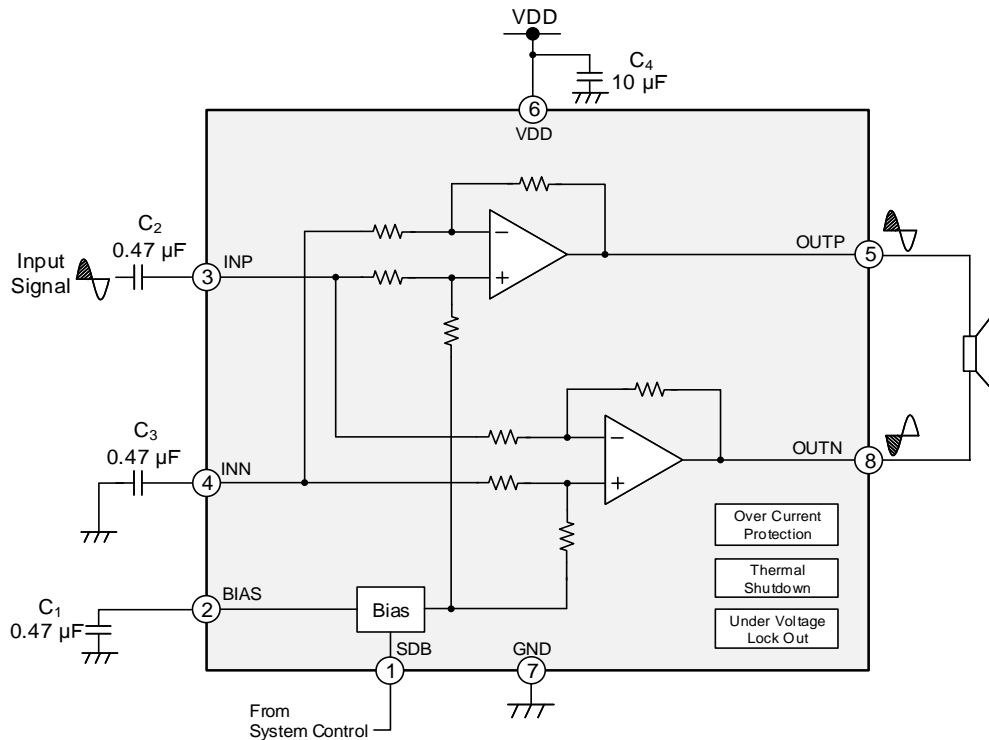 VDD
C₄
10 µF
6
VDD
C₂
0.47 µF
Input
Signal
3
INP
−
+
OUTP
5
C₃
0.47 µF
4
INN
−
+
OUTN
8
Over Current
Protection
Thermal
Shutdown
Under Voltage
Lock Out
C₁
0.47 µF
2
BIAS
Bias
SDB
1
GND
7
From
System Control